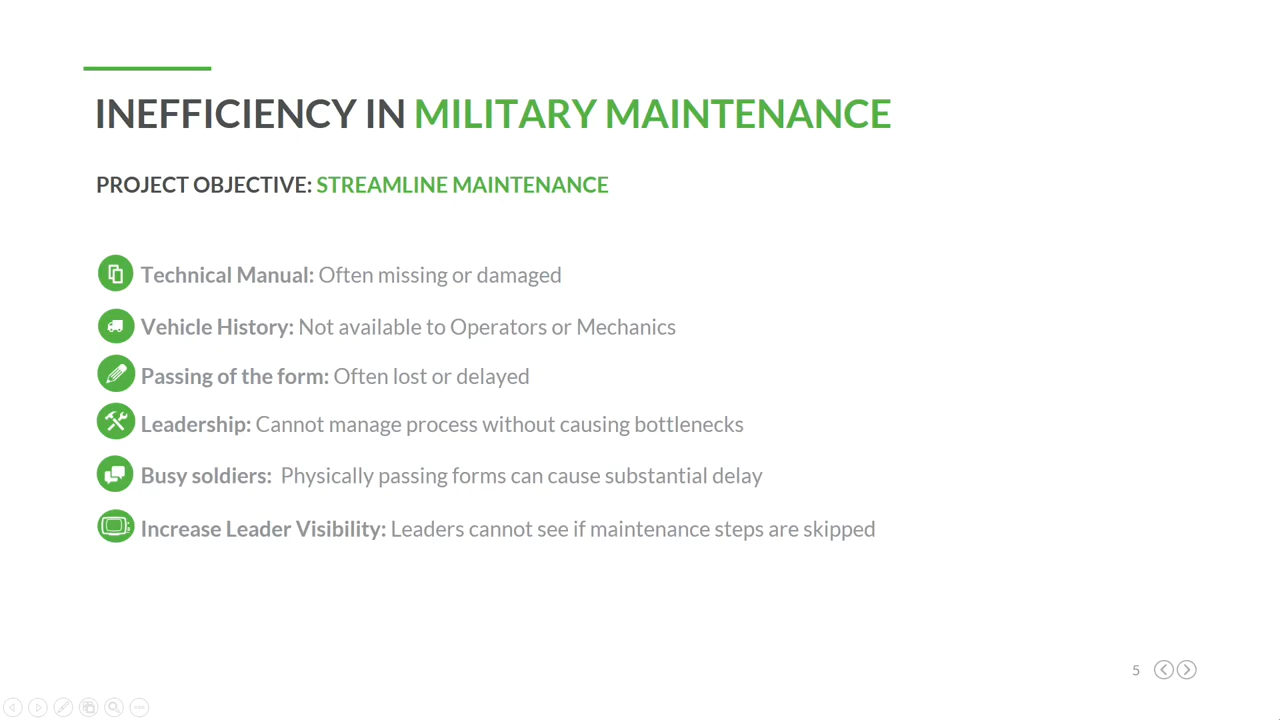 INEFFICIENCY IN MILITARY MAINTENANCE
PROJECT OBJECTIVE: STREAMLINE MAINTENANCE
Technical Manual: Often missing or damaged
Vehicle History: Not available to Operators or Mechanics
Passing of the form: Often lost or delayed
Leadership: Cannot manage process without causing bottlenecks
Busy soldiers:  Physically passing forms can cause substantial delay
Increase Leader Visibility: Leaders cannot see if maintenance steps are skipped
5